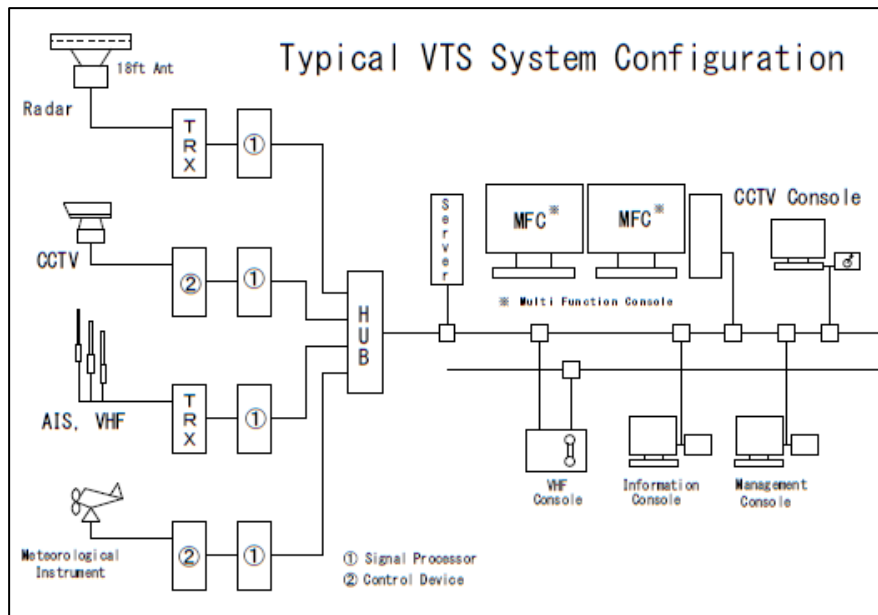 Typical VTS System Configuration
18ft Ant
Radar
TRX
①
CCTV
②
①
AIS, VHF
TRX
①
Meteorological
Instrument
②
①
HUB
Server
MFC※
MFC※
※ Multi Function Console
CCTV Console
VHF
Console
Information
Console
Management
Console
① Signal Processor
② Control Device